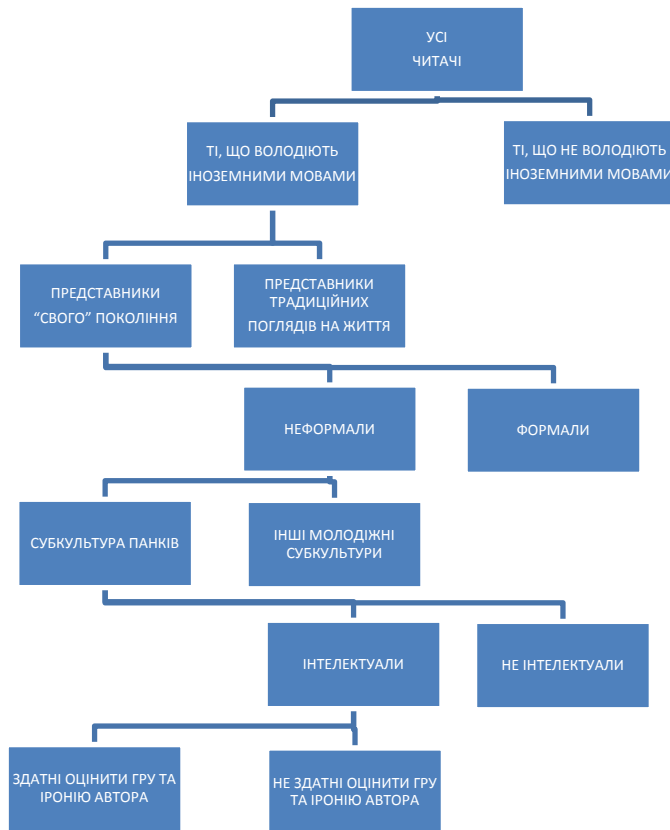 УСІ
ЧИТАЧІ
ТІ, ЩО ВОЛОДІЮТЬ
ІНОЗЕМНИМИ МОВАМИ
ТІ, ЩО НЕ ВОЛОДІЮТЬ
ІНОЗЕМНИМИ МОВАМИ
ПРЕДСТАВНИКИ
“СВОГО” ПОКОЛІННЯ
ПРЕДСТАВНИКИ
ТРАДИЦІЙНИХ
ПОГЛЯДІВ НА ЖИТТЯ
НЕФОРМАЛИ
ФОРМАЛИ
СУБКУЛЬТУРА ПАНКІВ
ІНШІ МОЛОДІЖНІ
СУБКУЛЬТУРИ
ІНТЕЛЕКТУАЛИ
НЕ ІНТЕЛЕКТУАЛИ
ЗДАТНІ ОЦІНИТИ ГРУ ТА
ІРОНІЮ АВТОРА
НЕ ЗДАТНІ ОЦІНИТИ ГРУ
ТА ІРОНІЮ АВТОРА